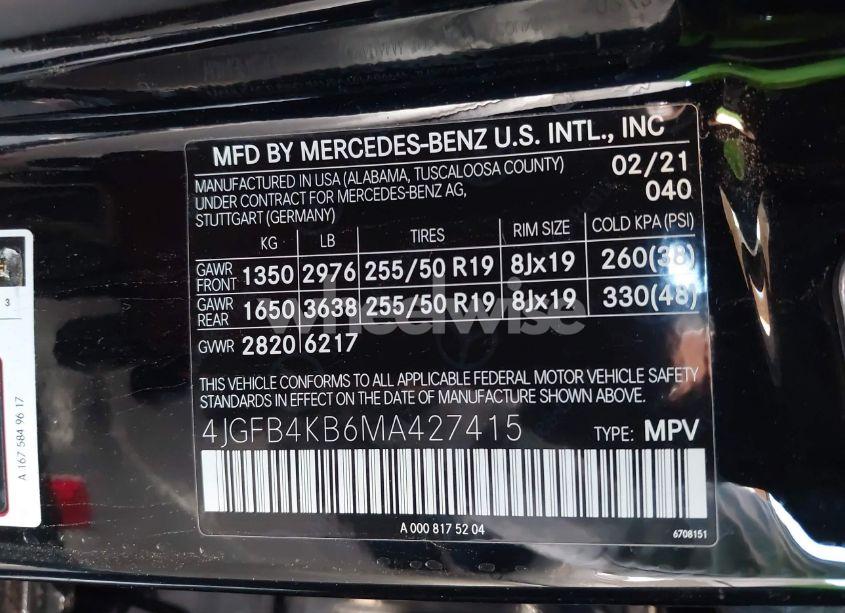 MFD BY MERCEDES-BENZ U.S. INTL., INC
MANUFACTURED IN USA (ALABAMA, TUSCALOOSA COUNTY) 02/21
UNDER CONTRACT FOR MERCEDES-BENZ AG, 040
STUTTGART (GERMANY)
KG LB TIRES RIM SIZE COLD KPA (PSI)
GAWR FRONT 1350 2976 255/50 R19 8Jx19 260(38)
GAWR REAR 1650 3638 255/50 R19 8Jx19 330(48)
GVWR 2820 6217
wheelwise
THIS VEHICLE CONFORMS TO ALL APPLICABLE FEDERAL MOTOR VEHICLE SAFETY
STANDARDS IN EFFECT ON THE DATE OF MANUFACTURE SHOWN ABOVE.
4JGFB4KB6MA427415 TYPE: MPV
A 000 817 52 04
6708151
3
A 167 584 96 17